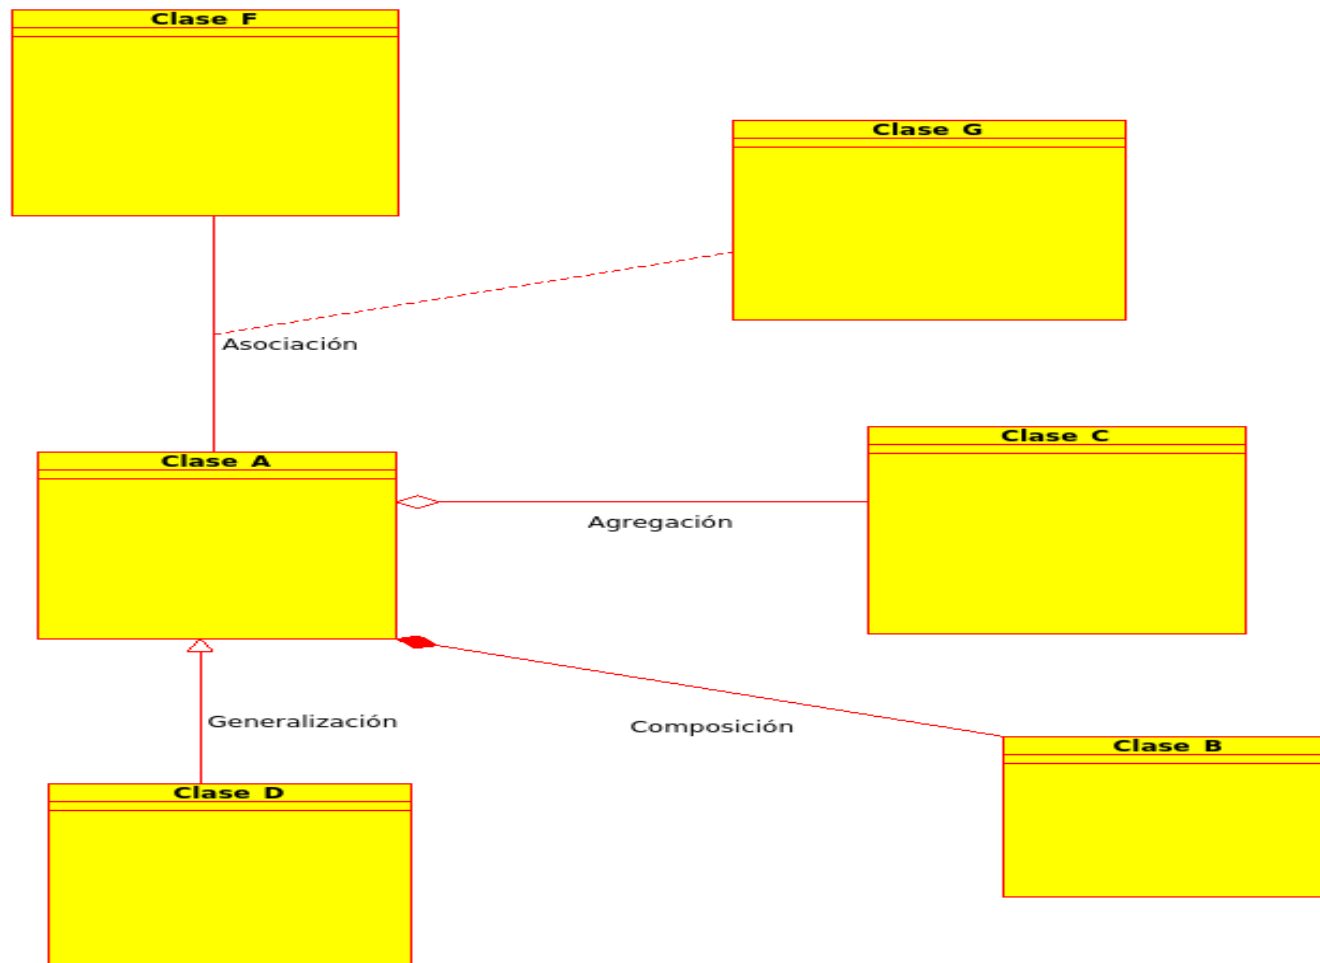 Clase F
Clase G
Asociación
Clase C
Clase A
Agregación
Generalización
Composición
Clase B
Clase D